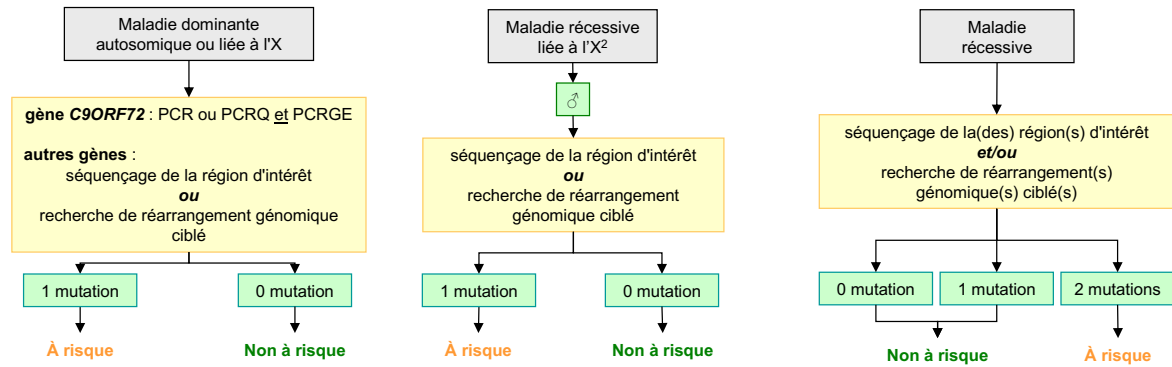 Maladie dominante
autosomique ou liée à l'X
gène C9ORF72 : PCR ou PCRQ et PCRGE
autres gènes :
séquençage de la région d'intérêt
ou
recherche de réarrangement génomique
ciblé
1 mutation
0 mutation
À risque
Non à risque
Maladie récessive
liée à l'X²
♂
séquençage de la région d'intérêt
ou
recherche de réarrangement
génomique ciblé
1 mutation
0 mutation
À risque
Non à risque
Maladie
récessive
séquençage de la(des) région(s) d'intérêt
et/ou
recherche de réarrangement(s)
génomique(s) ciblé(s)
0 mutation
1 mutation
2 mutations
Non à risque
À risque